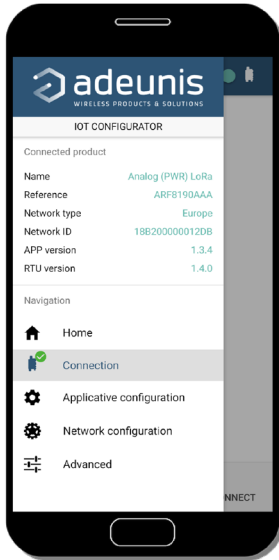 adeunis
WIRELESS PRODUCTS & SOLUTIONS
IOT CONFIGURATOR
Connected product
Name Analog (PWR) LoRa
Reference ARF8190AAA
Network type Europe
Network ID 18B200000012DB
APP version 1.3.4
RTU version 1.4.0
Navigation
Home
Connection
Applicative configuration
Network configuration
Advanced
NNECT